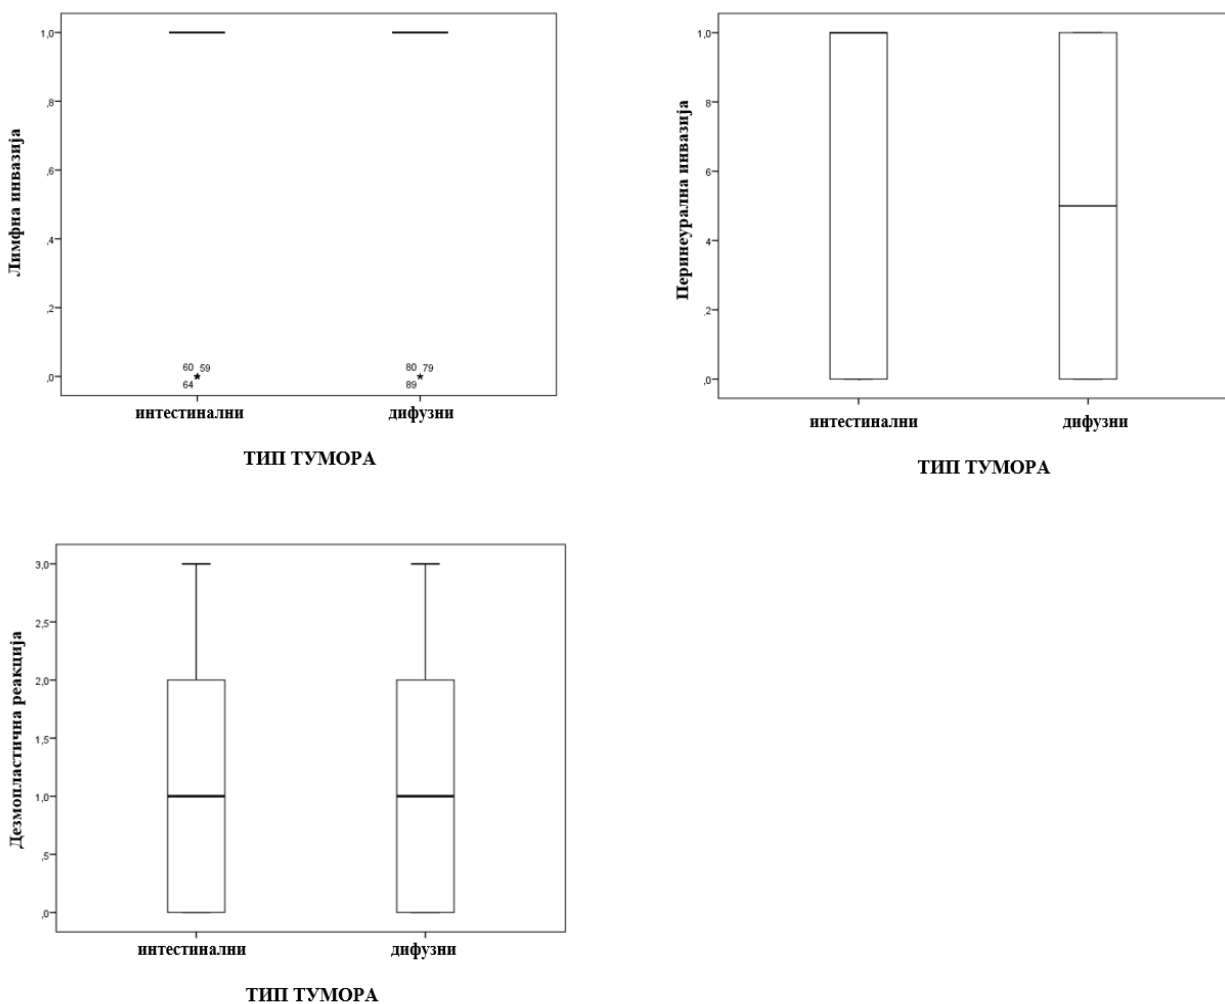 Лимфна инвазија
1,0
,8
,6
,4
,2
,0
60 59
64
80 79
89
интестинални дифузни
ТИП ТУМОРА
Перинеурална инвазија
1,0
,8
6
4
,2
,0
интестинални дифузни
ТИП ТУМОРА
Дезмопластична реакција
3,0
2,5
2,0
1,5
1,0
,5
,0
интестинални дифузни
ТИП ТУМОРА